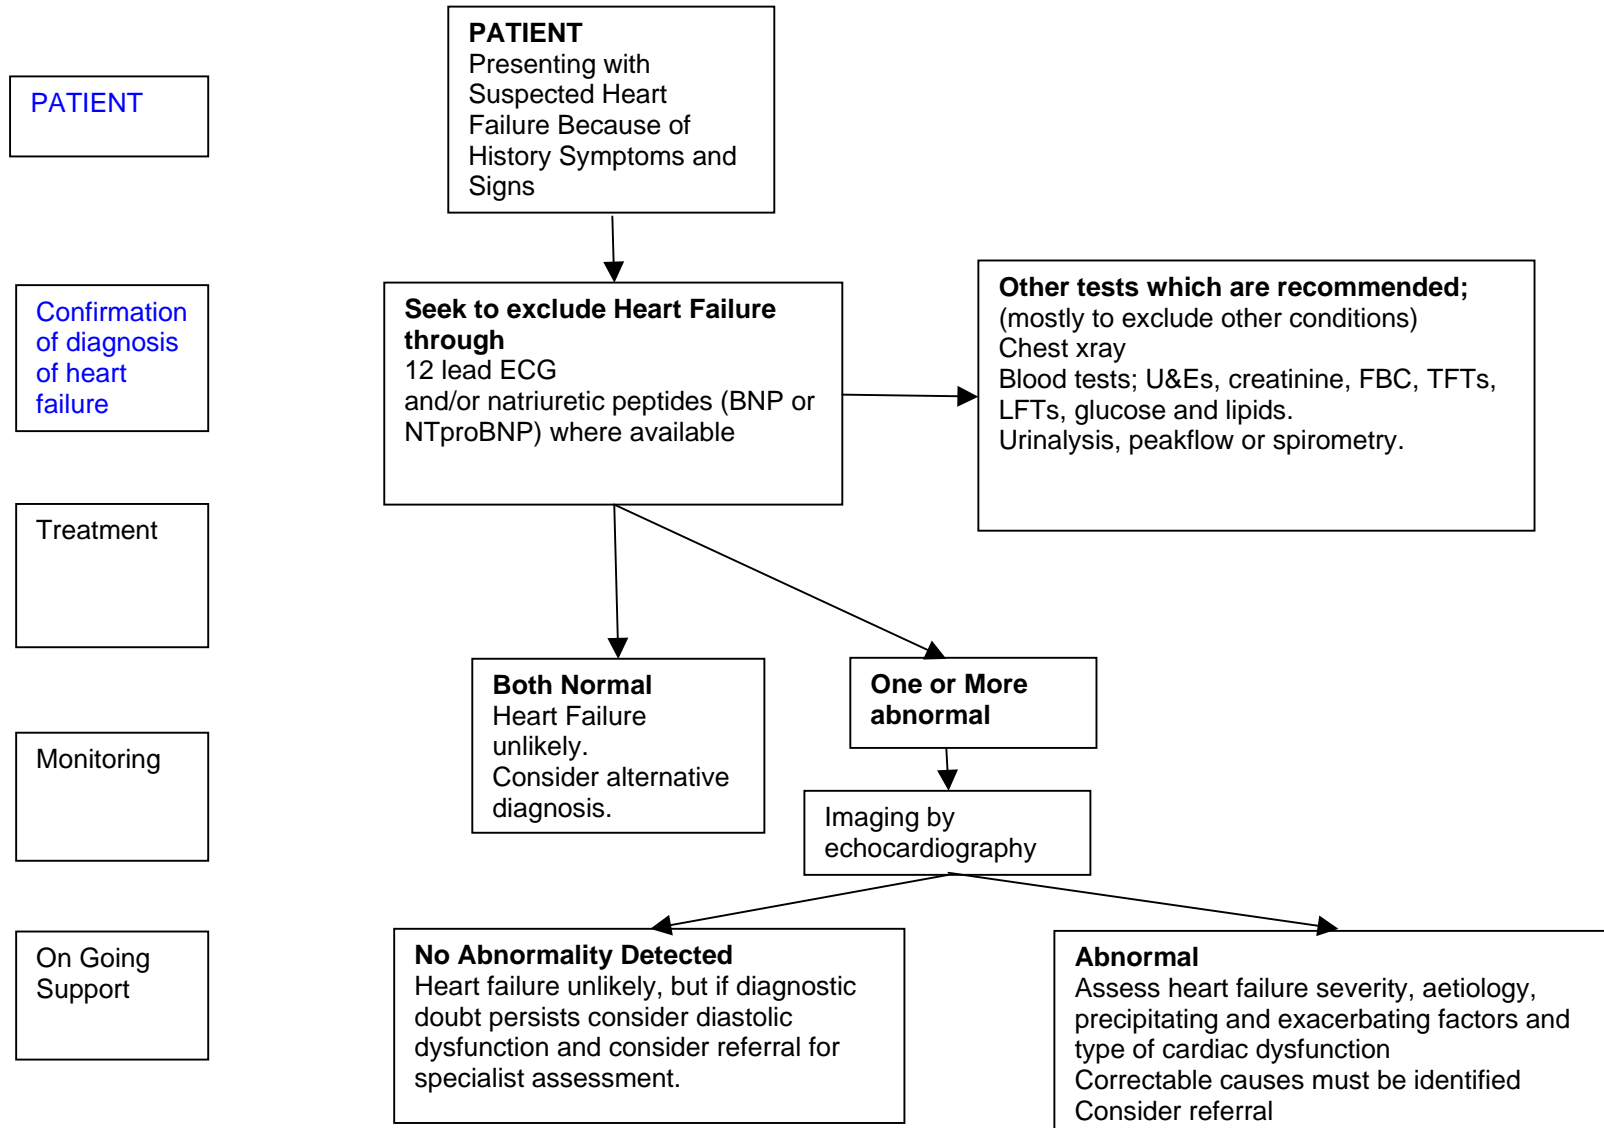 PATIENT
Presenting with
Suspected Heart
Failure Because of
History Symptoms and
Signs
PATIENT
Confirmation
of diagnosis
of heart
failure
Seek to exclude Heart Failure
through
12 lead ECG
and/or natriuretic peptides (BNP or
NTproBNP) where available
Other tests which are recommended;
(mostly to exclude other conditions)
Chest xray
Blood tests; U&Es, creatinine, FBC, TFTs,
LFTs, glucose and lipids.
Urinalysis, peakflow or spirometry.
Treatment
Both Normal
Heart Failure
unlikely.
Consider alternative
diagnosis.
One or More
abnormal
Monitoring
Imaging by
echocardiography
On Going
Support
No Abnormality Detected
Heart failure unlikely, but if diagnostic
doubt persists consider diastolic
dysfunction and consider referral for
specialist assessment.
Abnormal
Assess heart failure severity, aetiology,
precipitating and exacerbating factors and
type of cardiac dysfunction
Correctable causes must be identified
Consider referral